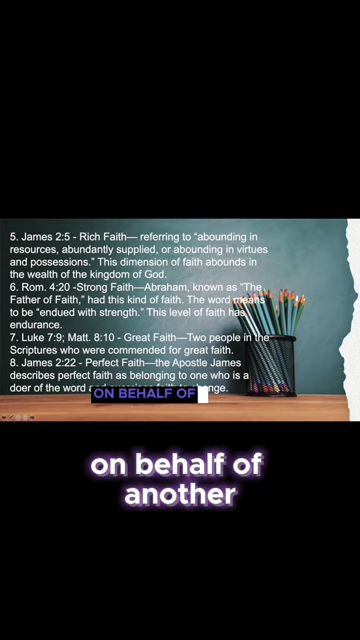 5. James 2:5 - Rich Faith— referring to “abounding in
resources, abundantly supplied, or abounding in virtues
and possessions.” This dimension of faith abounds in
the wealth of the kingdom of God.
6. Rom. 4:20 -Strong Faith—Abraham, known as “The
Father of Faith,” had this kind of faith. The word means
to be “endued with strength.” This level of faith has
endurance.
7. Luke 7:9; Matt. 8:10 - Great Faith—Two people in the
Scriptures who were commended for great faith.
8. James 2:22 - Perfect Faith—the Apostle James
describes perfect faith as belonging to one who is a
doer of the word and
ON BEHALF OF
on behalf of
another